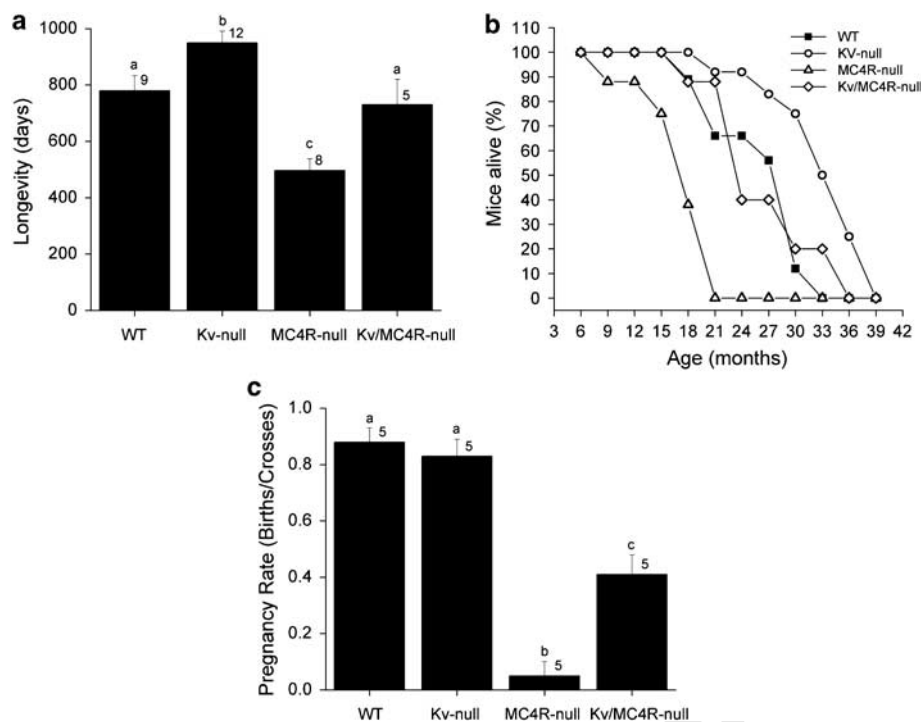 a
Longevity (days)
1000
800
600
400
200
0
a
9
b
12
c
8
a
5
WT
Kv-null
MC4R-null
Kv/MC4R-null
b
Mice alive (%)
100
90
80
70
60
50
40
30
20
10
0
3 6 9 12 15 18 21 24 27 30 33 36 39 42
Age (months)
WT
KV-null
MC4R-null
Kv/MC4R-null
c
Pregnancy Rate (Births/Crosses)
1.0
0.8
0.6
0.4
0.2
0.0
a
5
a
5
b
5
c
5
WT
Kv-null
MC4R-null
Kv/MC4R-null